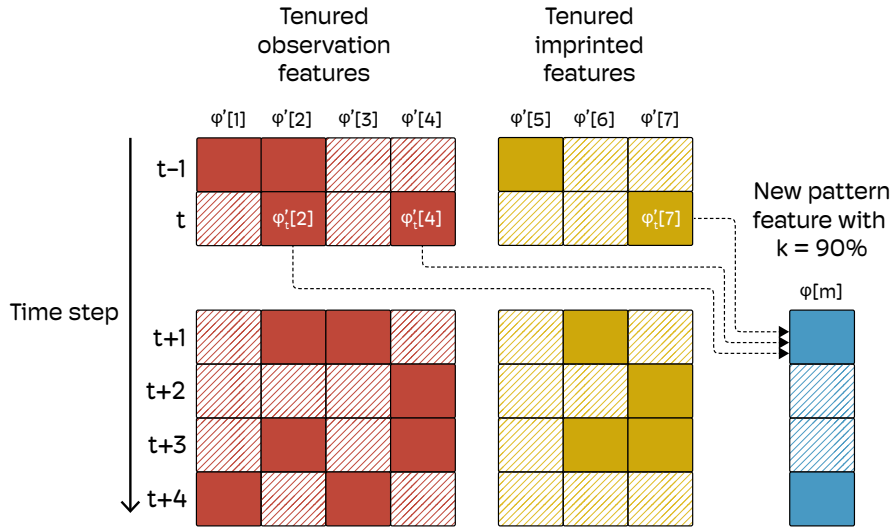 Tenured
observation
features
Tenured
imprinted
features
φ'[1] φ'[2] φ'[3] φ'[4] φ'[5] φ'[6] φ'[7]
t−1
t φ'ₜ[2] φ'ₜ[4] φ'ₜ[7]
New pattern
feature with
k = 90%
φ[m]
Time step
t+1
t+2
t+3
t+4